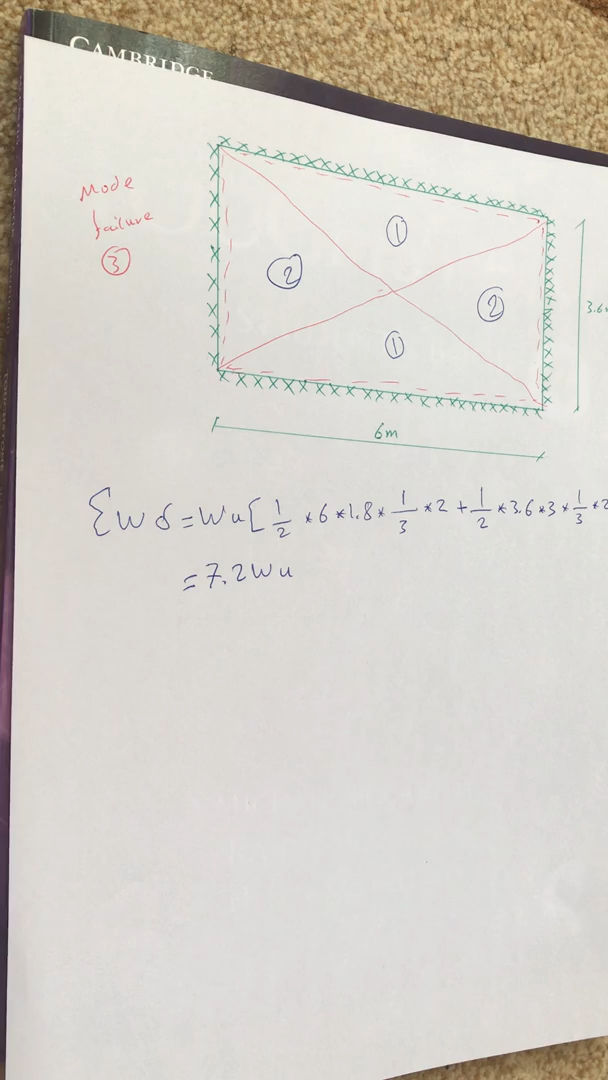 CAMBRIDGE
Mode
failure
3
1
2
2
1
3.6
6m
Σwδ=Wu[1/2*6*1.8*1/3*2+1/2*3.6*3*1/3*2
=7.2Wu